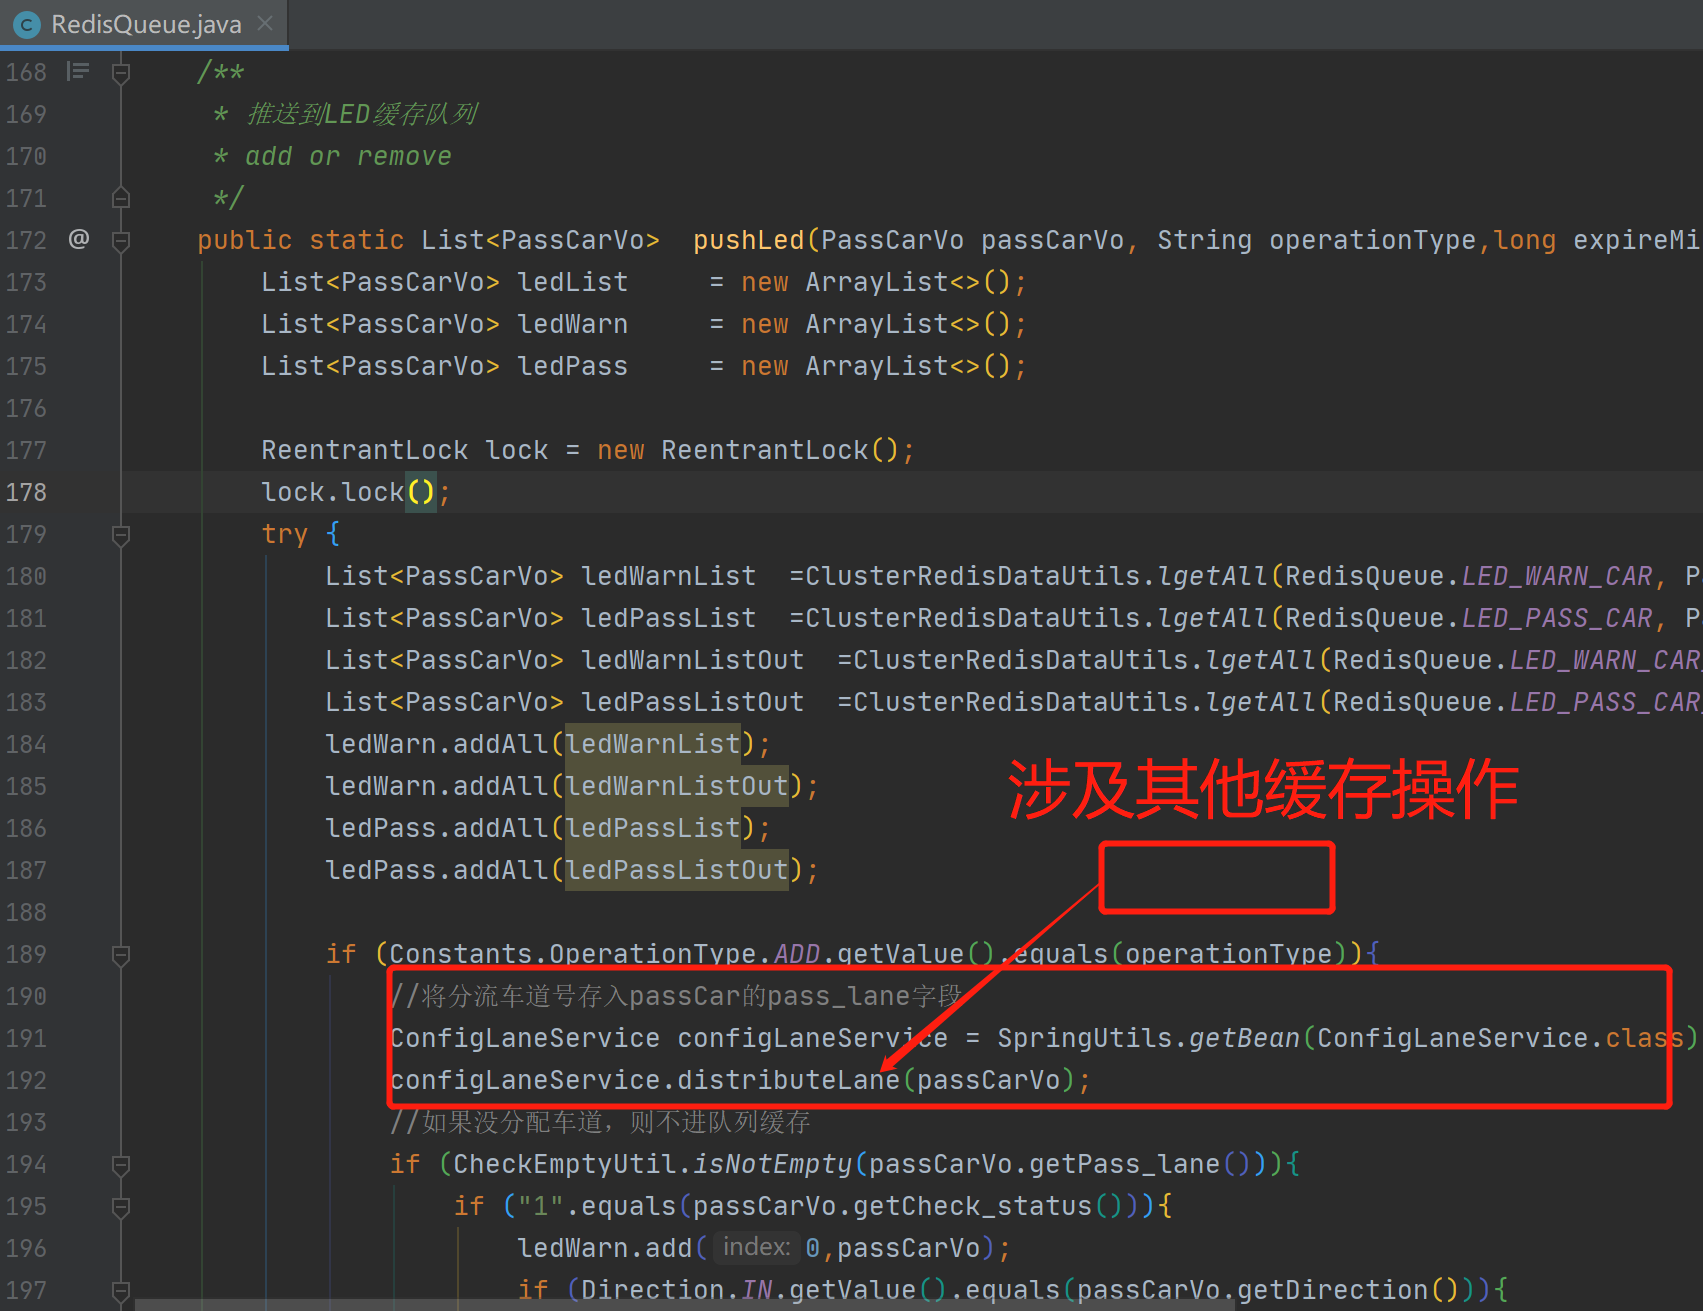 RedisQueue.java
168 /**
169 * 推送到LED缓存队列
170 * add or remove
171 */
172 @ public static List<PassCarVo>  pushLed(PassCarVo passCarVo, String operationType,long expireMi
173 List<PassCarVo> ledList     = new ArrayList<>();
174 List<PassCarVo> ledWarn     = new ArrayList<>();
175 List<PassCarVo> ledPass     = new ArrayList<>();
176
177 ReentrantLock lock = new ReentrantLock();
178 lock.lock();
179 try {
180 List<PassCarVo> ledWarnList  =ClusterRedisDataUtils.lgetAll(RedisQueue.LED_WARN_CAR, P
181 List<PassCarVo> ledPassList  =ClusterRedisDataUtils.lgetAll(RedisQueue.LED_PASS_CAR, P
182 List<PassCarVo> ledWarnListOut  =ClusterRedisDataUtils.lgetAll(RedisQueue.LED_WARN_CAR_
183 List<PassCarVo> ledPassListOut  =ClusterRedisDataUtils.lgetAll(RedisQueue.LED_PASS_CAR_
184 ledWarn.addAll(ledWarnList);
185 ledWarn.addAll(ledWarnListOut);
涉及其他缓存操作
186 ledPass.addAll(ledPassList);
187 ledPass.addAll(ledPassListOut);
188
189 if (Constants.OperationType.ADD.getValue().equals(operationType)){
190 //将分流车道号存入passCar的pass_lane字段
191 ConfigLaneService configLaneService = SpringUtils.getBean(ConfigLaneService.class)
192 configLaneService.distributeLane(passCarVo);
193 //如果没分配车道，则不进队列缓存
194 if (CheckEmptyUtil.isNotEmpty(passCarVo.getPass_lane())){
195 if ("1".equals(passCarVo.getCheck_status())){
196 ledWarn.add( index: 0,passCarVo);
197 if (Direction.IN.getValue().equals(passCarVo.getDirection())){